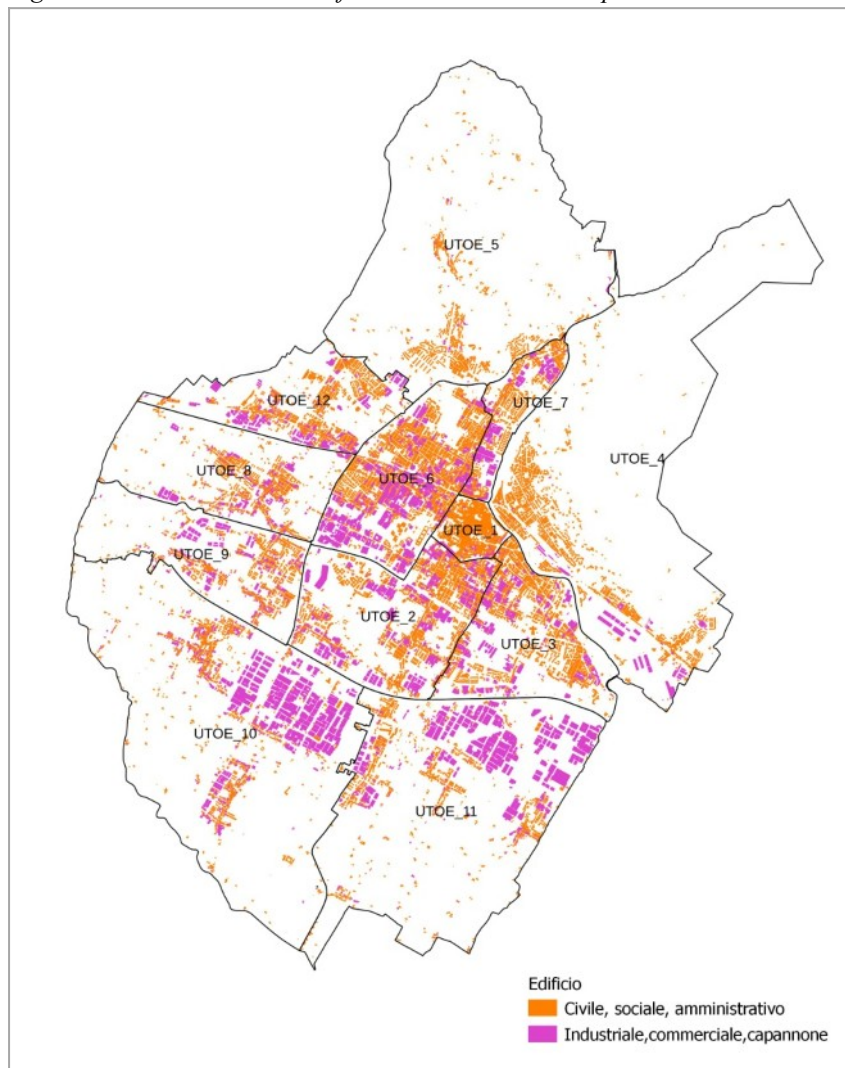 UTOE_5
UTOE_7
UTOE_12
UTOE_4
UTOE_8
UTOE_6
UTOE_1
UTOE_9
UTOE_2
UTOE_3
UTOE_10
UTOE_11
Edificio
Civile, sociale, amministrativo
Industriale,commerciale,capannone